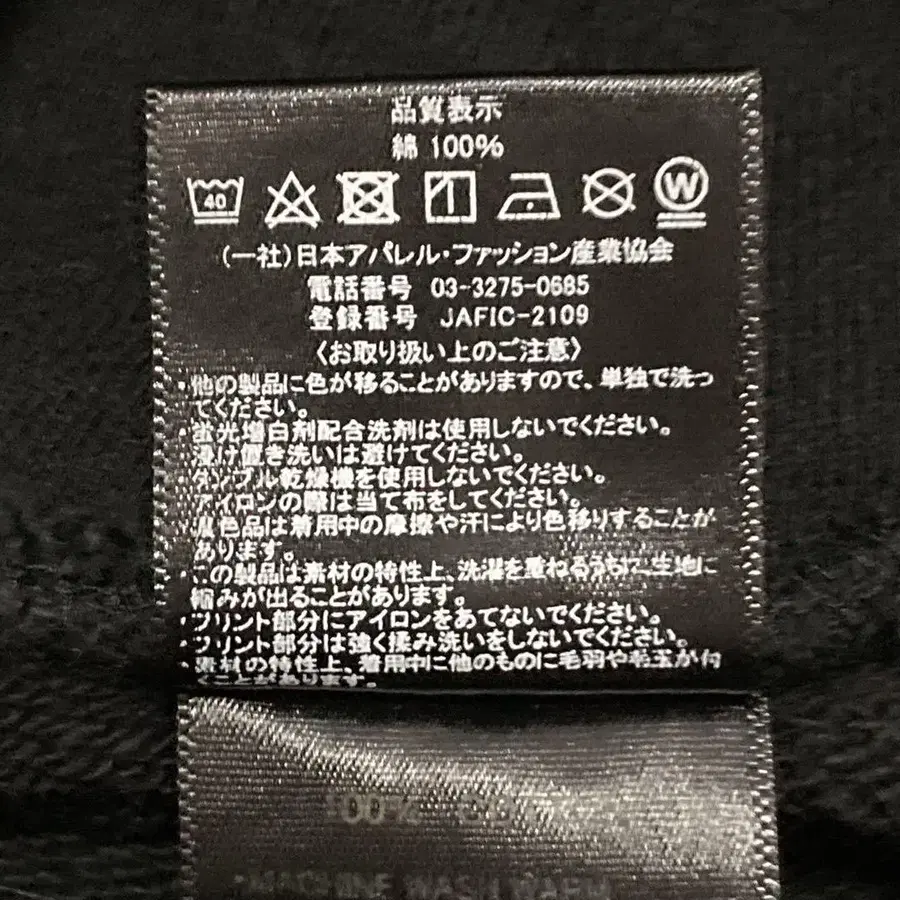 品質表示
綿 100%
40
W
(一社)日本アパレル・ファッション産業協会
電話番号 03-3275-0685
登録番号 JAFIC-2109
〈お取り扱い上のご注意〉
・他の製品に色が移ることがありますので、単独で洗っ
てください。
・蛍光増白剤配合洗剤は使用しないでください。
・浸け置き洗いは避けてください。
・タンブル乾燥機を使用しないでください。
・アイロンの際は当て布をしてください。
・濃色品は着用中の摩擦や汗により色移りすることが
あります。
・この製品は素材の特性上、洗濯を重ねるうちに生地に
縮みが出ることがあります。
・プリント部分にアイロンをあてないでください。
・プリント部分は強く揉み洗いをしないでください。
・素材の特性上、着用中に他のものに毛羽や毛玉が付
くことがあります。
100%
・MACHINE WASH WARM